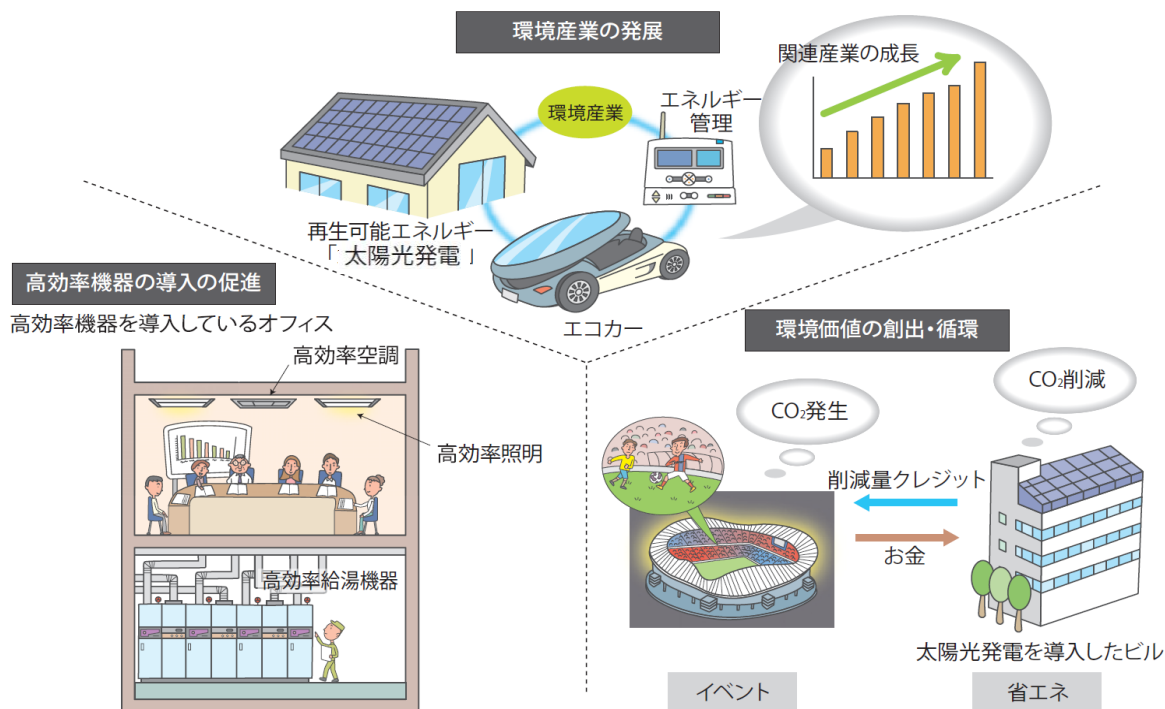 環境産業の発展
関連産業の成長
環境産業
エネルギー
管理
再生可能エネルギー
「 太陽光発電 」
エコカー
高効率機器の導入の促進
高効率機器を導入しているオフィス
高効率空調
高効率照明
高効率給湯機器
環境価値の創出・循環
CO₂発生
CO₂削減
削減量クレジット
お金
太陽光発電を導入したビル
イベント
省エネ